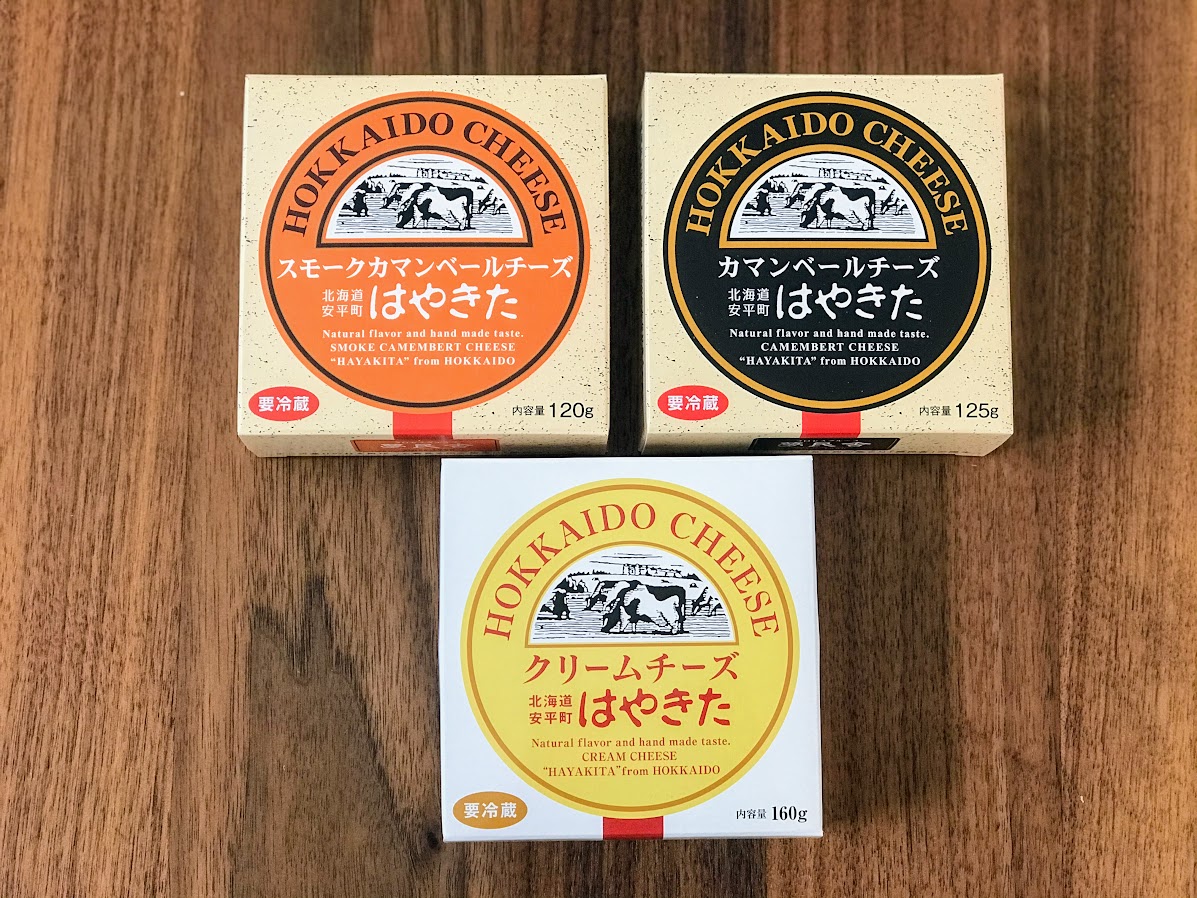 HOKKAIDO CHEESE
スモークカマンベールチーズ
北海道
安平町
はやきた
Natural flavor and hand made taste.
SMOKE CAMEMBERT CHEESE
"HAYAKITA" from HOKKAIDO
要冷蔵
内容量 120g
HOKKAIDO CHEESE
カマンベールチーズ
北海道
安平町
はやきた
Natural flavor and hand made taste.
CAMEMBERT CHEESE
"HAYAKITA" from HOKKAIDO
要冷蔵
内容量 125g
HOKKAIDO CHEESE
クリームチーズ
北海道
安平町
はやきた
Natural flavor and hand made taste.
CREAM CHEESE
"HAYAKITA" from HOKKAIDO
要冷蔵
内容量 160g